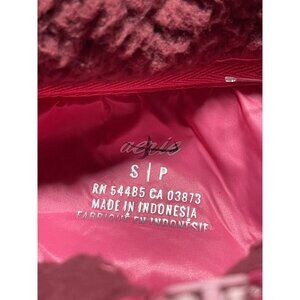 aerie
S | P
RN 54485 CA 03873
MADE IN INDONESIA
FABRIQUÉ EN INDONÉSIE